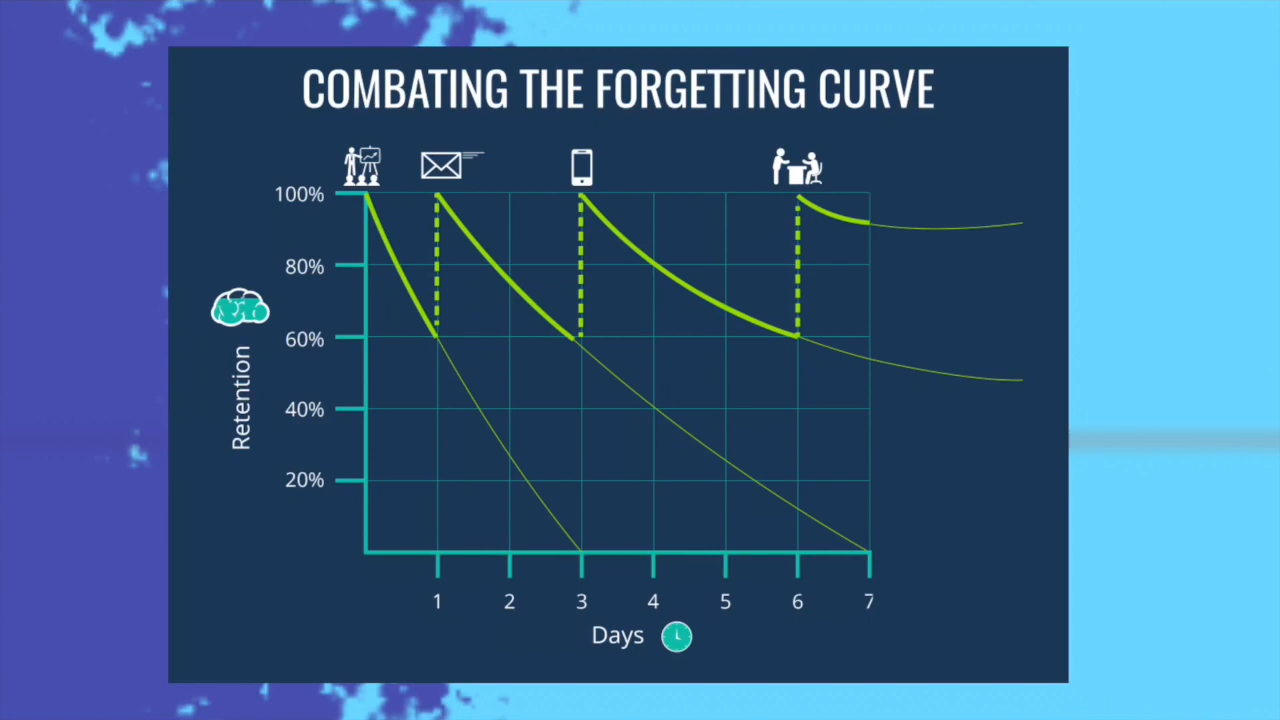 COMBATING THE FORGETTING CURVE
100%
80%
60%
40%
20%
Retention
1 2 3 4 5 6 7
Days